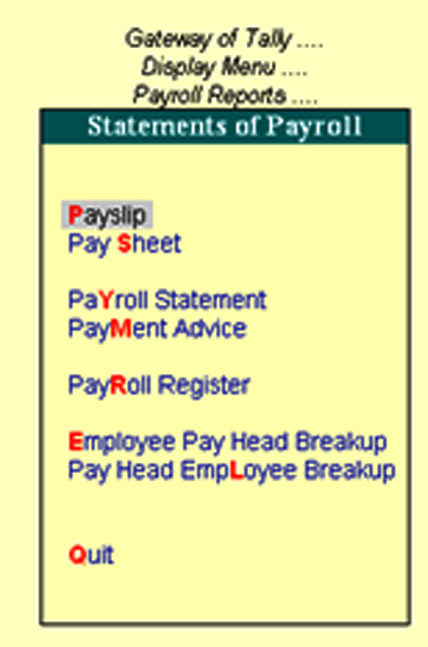 Gateway of Tally ....
Display Menu ....
Payroll Reports ....
Statements of Payroll
Payslip
Pay Sheet
PaYroll Statement
PayMent Advice
PayRoll Register
Employee Pay Head Breakup
Pay Head EmpLoyee Breakup
Quit